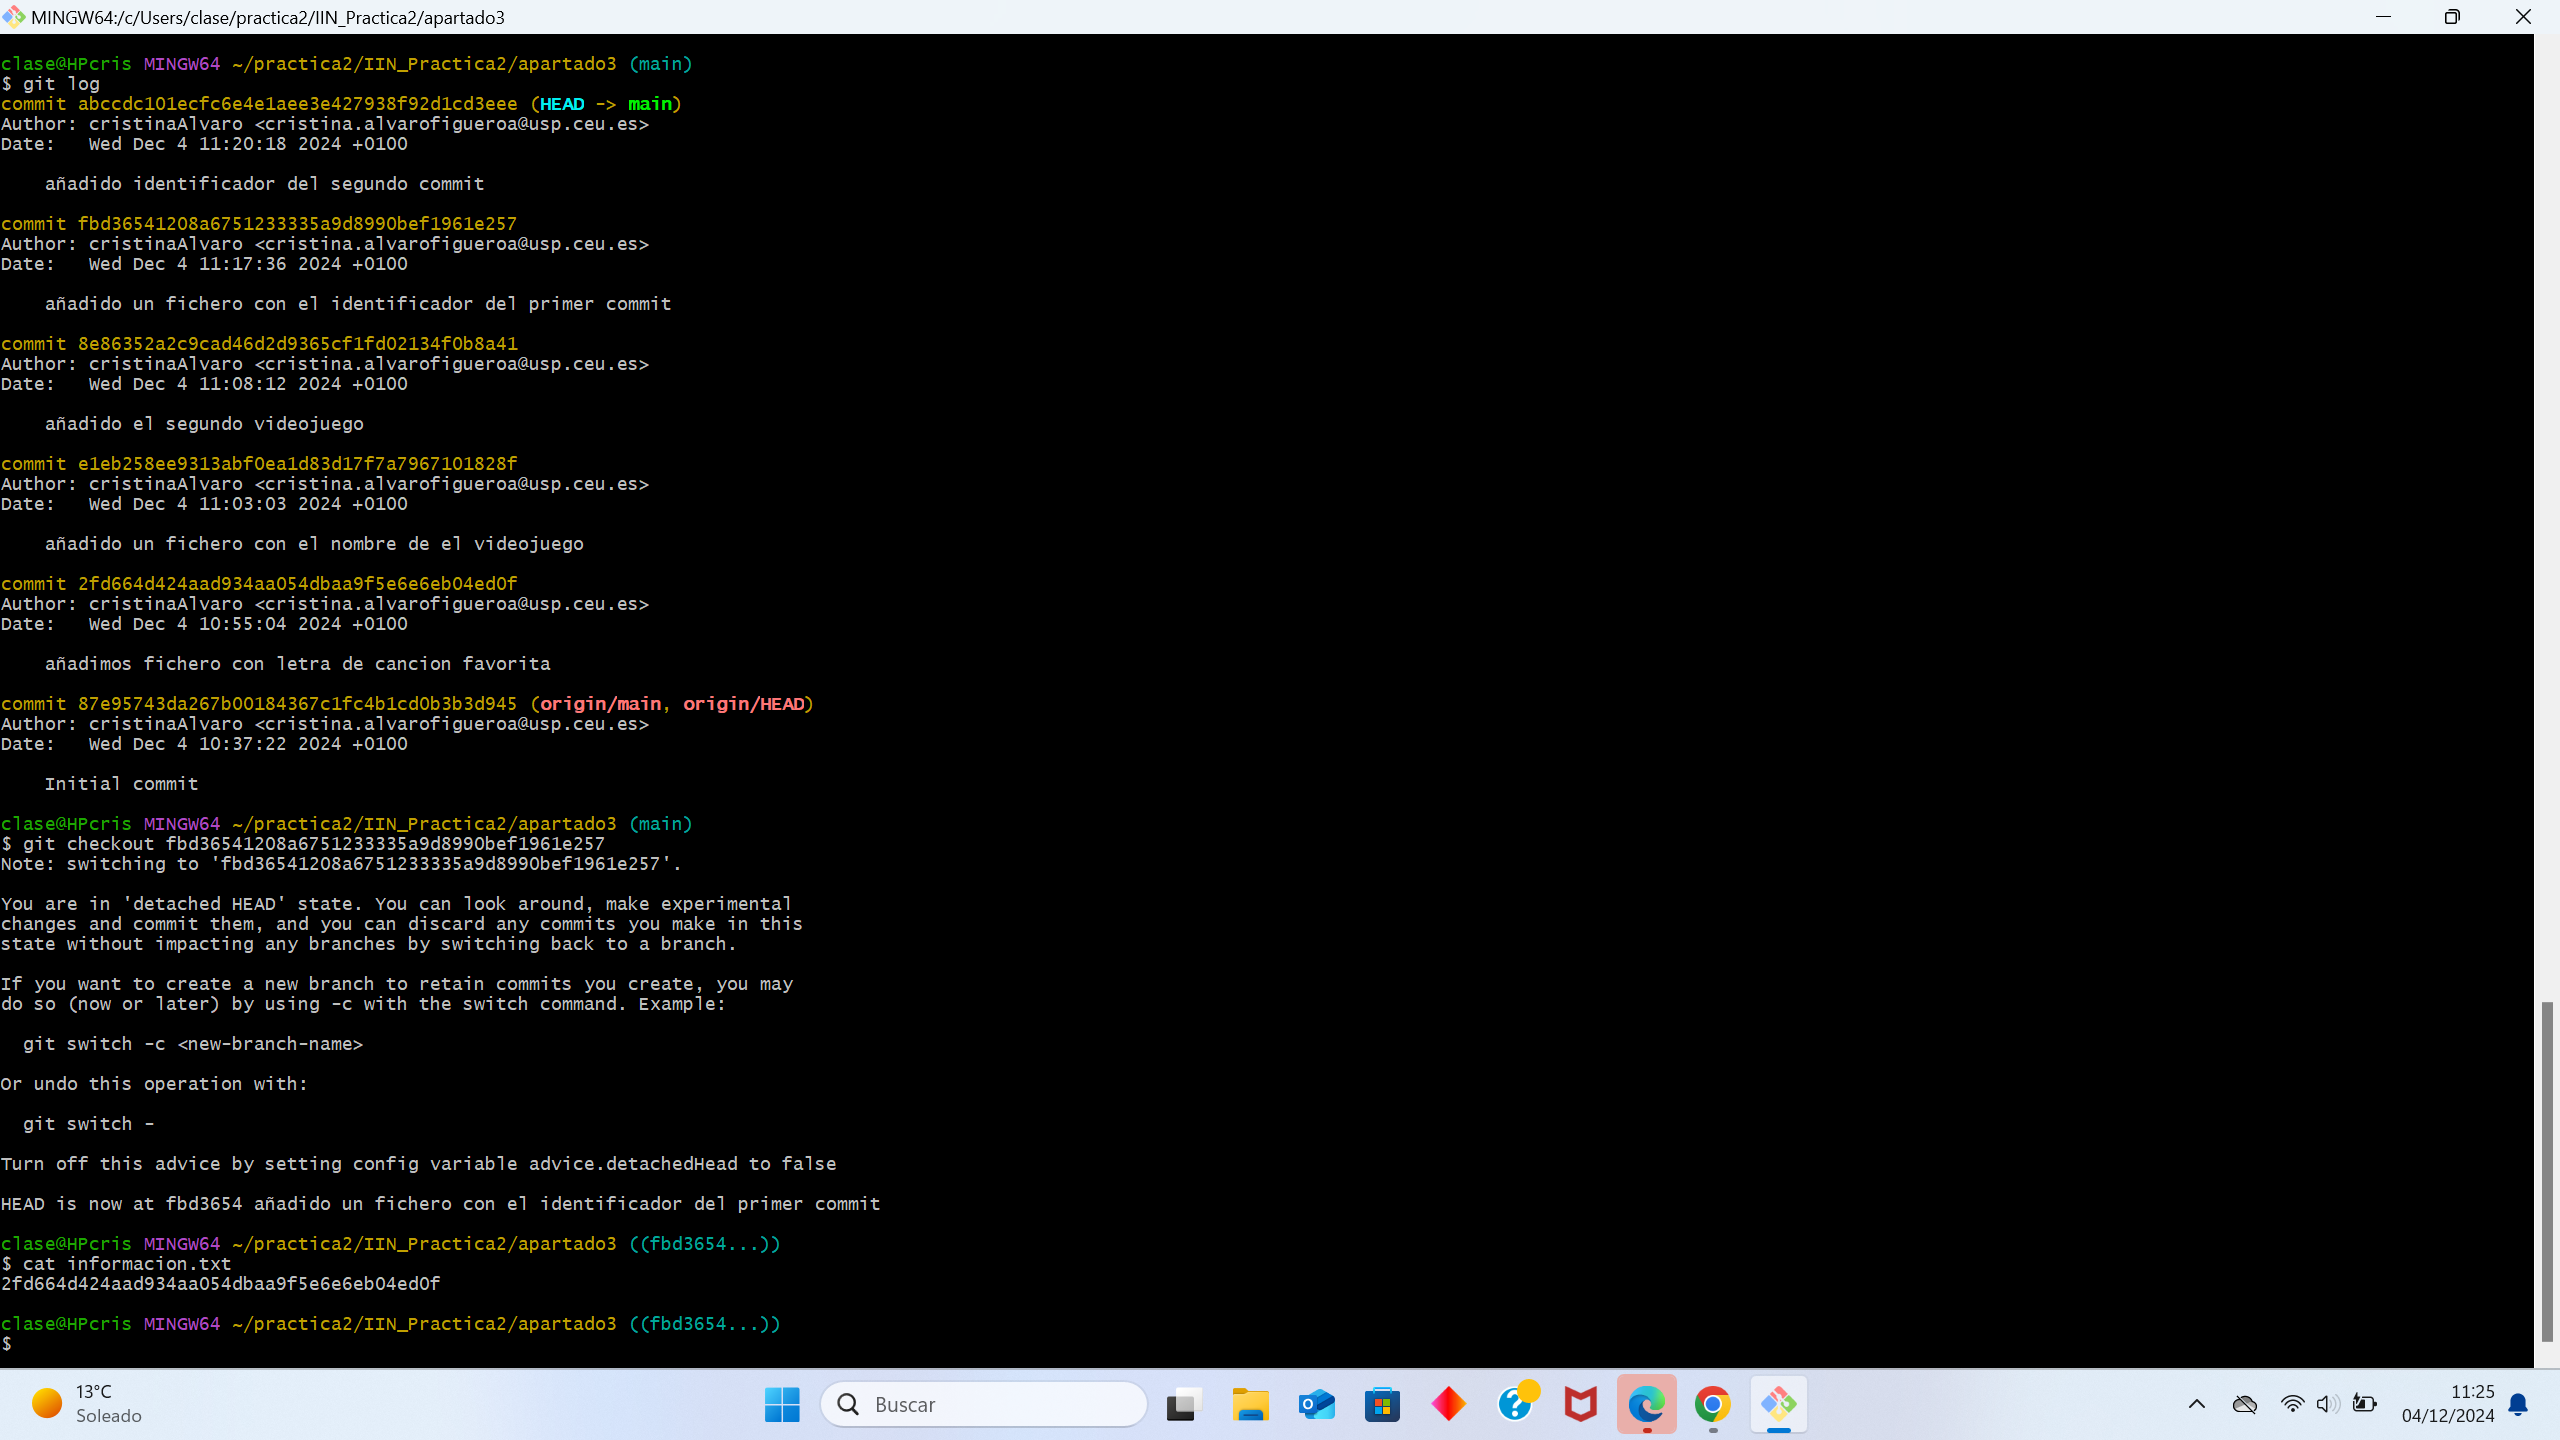 MINGW64:/c/Users/clase/practica2/IIN_Practica2/apartado3
clase@HPcris MINGW64 ~/practica2/IIN_Practica2/apartado3 (main)
$ git log
commit abccdc101ecfc6e4e1aee3e427938f92d1cd3eee (HEAD -> main)
Author: cristinaAlvaro <cristina.alvarofigueroa@usp.ceu.es>
Date:   Wed Dec 4 11:20:18 2024 +0100
añadido identificador del segundo commit
commit fbd36541208a6751233335a9d8990bef1961e257
Author: cristinaAlvaro <cristina.alvarofigueroa@usp.ceu.es>
Date:   Wed Dec 4 11:17:36 2024 +0100
añadido un fichero con el identificador del primer commit
commit 8e86352a2c9cad46d2d9365cf1fd02134f0b8a41
Author: cristinaAlvaro <cristina.alvarofigueroa@usp.ceu.es>
Date:   Wed Dec 4 11:08:12 2024 +0100
añadido el segundo videojuego
commit e1eb258ee9313abf0ea1d83d17f7a7967101828f
Author: cristinaAlvaro <cristina.alvarofigueroa@usp.ceu.es>
Date:   Wed Dec 4 11:03:03 2024 +0100
añadido un fichero con el nombre de el videojuego
commit 2fd664d424aad934aa054dbaa9f5e6e6eb04ed0f
Author: cristinaAlvaro <cristina.alvarofigueroa@usp.ceu.es>
Date:   Wed Dec 4 10:55:04 2024 +0100
añadimos fichero con letra de cancion favorita
commit 87e95743da267b00184367c1fc4b1cd0b3b3d945 (origin/main, origin/HEAD)
Author: cristinaAlvaro <cristina.alvarofigueroa@usp.ceu.es>
Date:   Wed Dec 4 10:37:22 2024 +0100
Initial commit
clase@HPcris MINGW64 ~/practica2/IIN_Practica2/apartado3 (main)
$ git checkout fbd36541208a6751233335a9d8990bef1961e257
Note: switching to 'fbd36541208a6751233335a9d8990bef1961e257'.
You are in 'detached HEAD' state. You can look around, make experimental
changes and commit them, and you can discard any commits you make in this
state without impacting any branches by switching back to a branch.
If you want to create a new branch to retain commits you create, you may
do so (now or later) by using -c with the switch command. Example:
git switch -c <new-branch-name>
Or undo this operation with:
git switch -
Turn off this advice by setting config variable advice.detachedHead to false
HEAD is now at fbd3654 añadido un fichero con el identificador del primer commit
clase@HPcris MINGW64 ~/practica2/IIN_Practica2/apartado3 ((fbd3654...))
$ cat informacion.txt
2fd664d424aad934aa054dbaa9f5e6e6eb04ed0f
clase@HPcris MINGW64 ~/practica2/IIN_Practica2/apartado3 ((fbd3654...))
$
13°C
Soleado
Buscar
11:25
04/12/2024